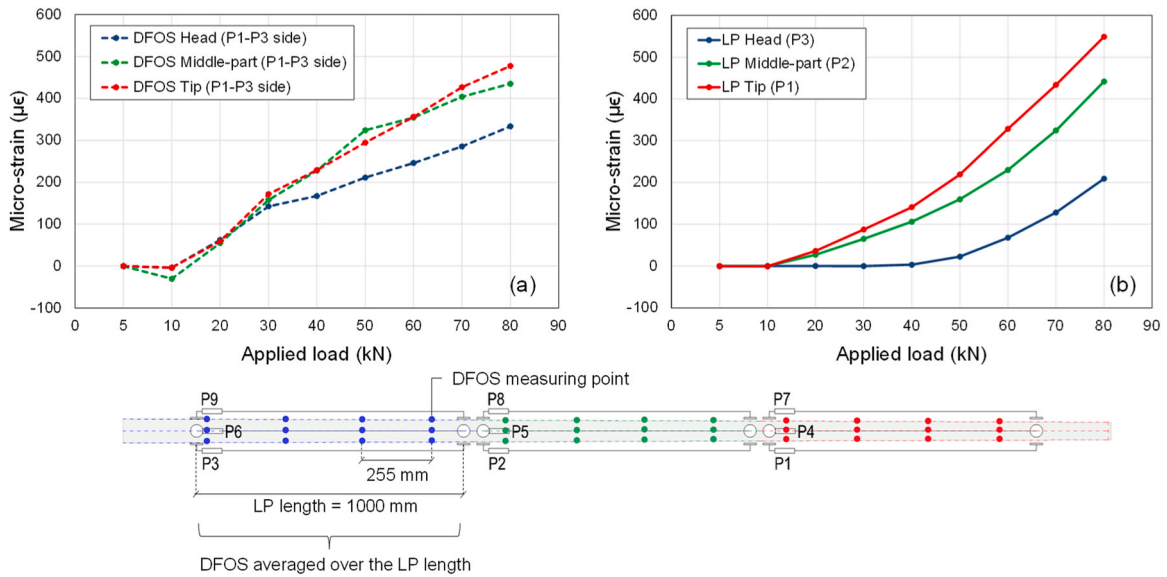 600
500
400
300
200
100
0
-100
Micro-strain (μє)
DFOS Head (P1-P3 side)
DFOS Middle-part (P1-P3 side)
DFOS Tip (P1-P3 side)
(a)
0 5 10 20 30 40 50 60 70 80 90
Applied load (kN)
600
500
400
300
200
100
0
-100
Micro-strain (μє)
LP Head (P3)
LP Middle-part (P2)
LP Tip (P1)
(b)
0 5 10 20 30 40 50 60 70 80 90
Applied load (kN)
DFOS measuring point
P9 P8 P7
P6 P5 P4
P3 P2 P1
255 mm
LP length = 1000 mm
DFOS averaged over the LP length